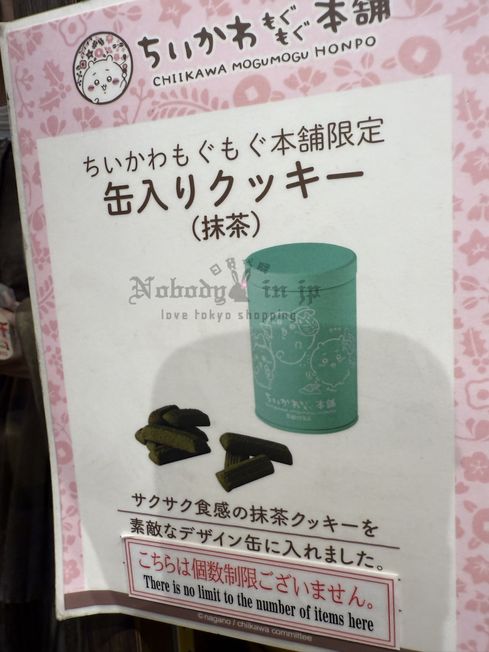 ちいかわもぐもぐ本舗
CHIIKAWA MOGUMOGU HONPO
ちいかわもぐもぐ本舗限定
缶入りクッキー
(抹茶)
Nobody in jp
love tokyo shopping
サクサク食感の抹茶クッキーを
素敵なデザイン缶に入れました。
こちらは個数制限ございません。
There is no limit to the number of items here
©nagano / chiikawa committee